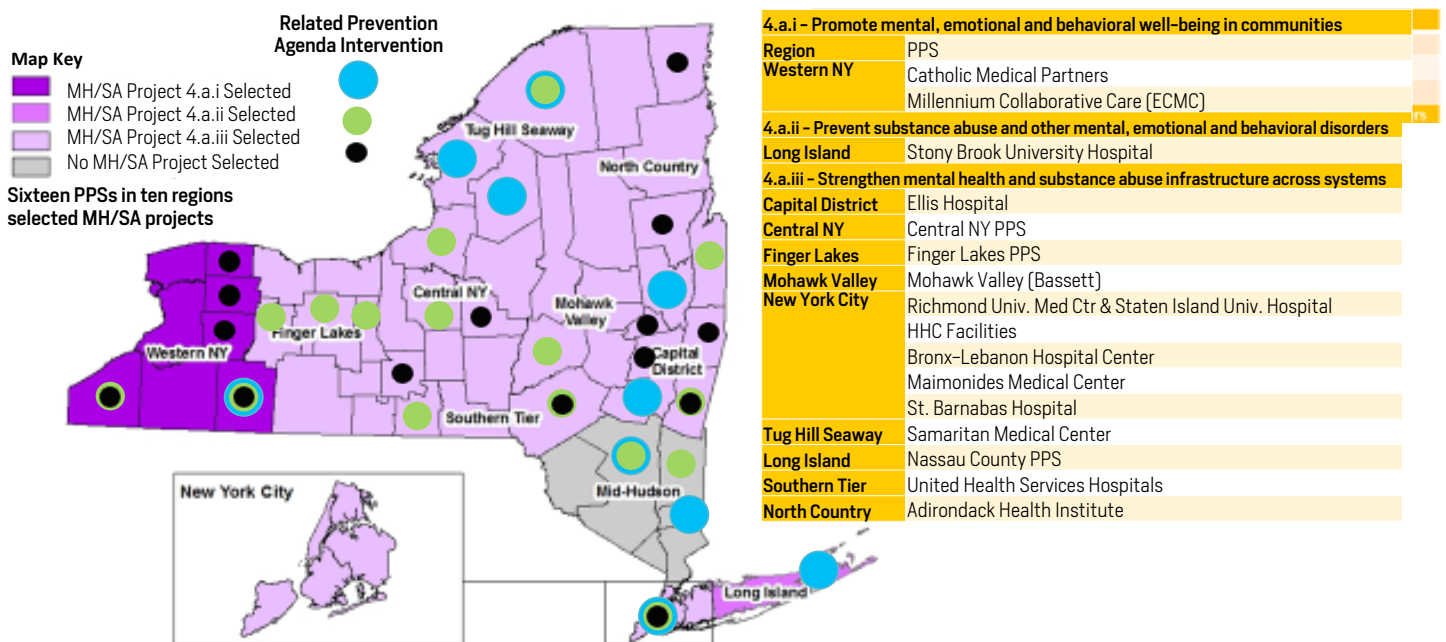 Related Prevention
Agenda Intervention
Map Key
MH/SA Project 4.a.i Selected
MH/SA Project 4.a.ii Selected
MH/SA Project 4.a.iii Selected
No MH/SA Project Selected
Sixteen PPSs in ten regions
selected MH/SA projects
Tug Hill Seaway
North Country
Central NY
Mohawk
Valley
Finger Lakes
Western NY
Capital
District
Southern Tier
Mid-Hudson
New York City
Long Island
4.a.i - Promote mental, emotional and behavioral well-being in communities
Region PPS
Western NY Catholic Medical Partners
Millennium Collaborative Care (ECMC)
4.a.ii - Prevent substance abuse and other mental, emotional and behavioral disorders
Long Island Stony Brook University Hospital
4.a.iii - Strengthen mental health and substance abuse infrastructure across systems
Capital District Ellis Hospital
Central NY Central NY PPS
Finger Lakes Finger Lakes PPS
Mohawk Valley Mohawk Valley (Bassett)
New York City Richmond Univ. Med Ctr & Staten Island Univ. Hospital
HHC Facilities
Bronx-Lebanon Hospital Center
Maimonides Medical Center
St. Barnabas Hospital
Tug Hill Seaway Samaritan Medical Center
Long Island Nassau County PPS
Southern Tier United Health Services Hospitals
North Country Adirondack Health Institute